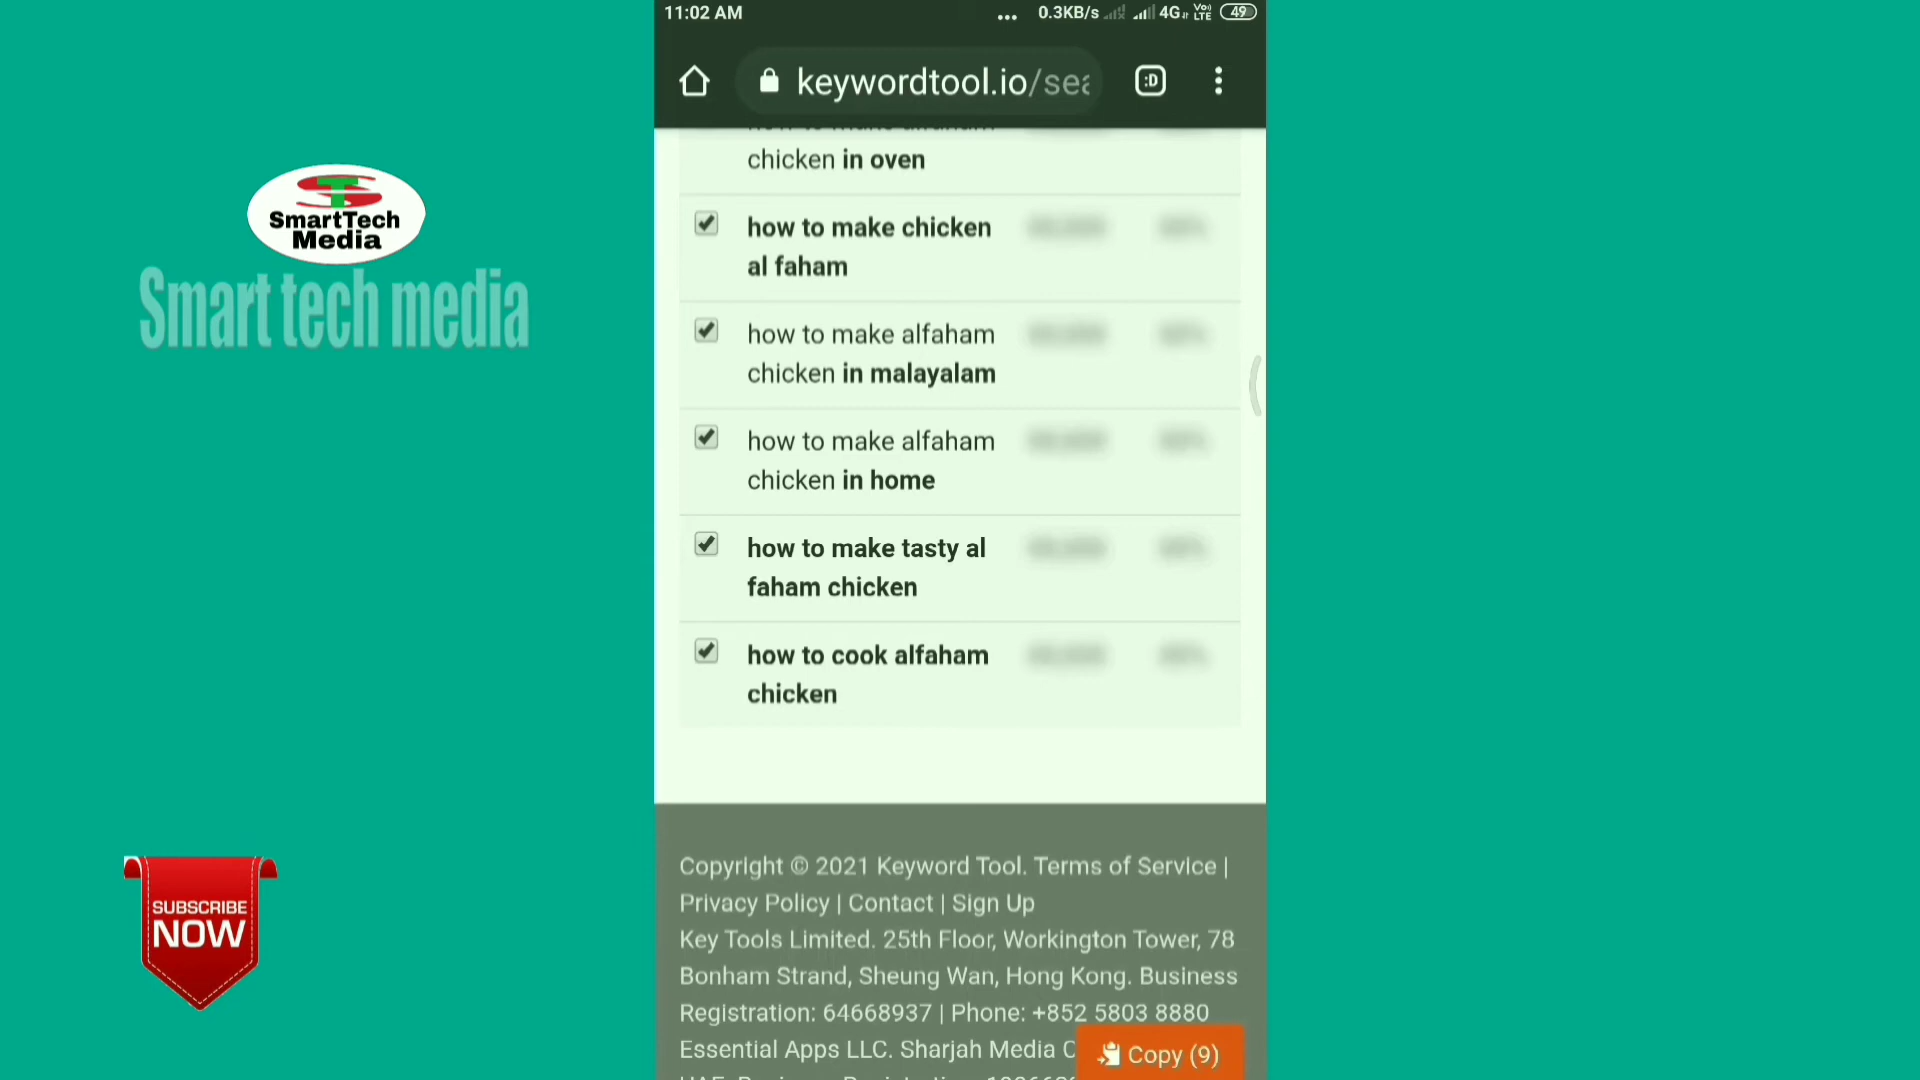 11:02 AM
... 0.3KB/s 4G Vo) LTE 49
keywordtool.io/sea
chicken in oven
how to make chicken
al faham
how to make alfaham
chicken in malayalam
how to make alfaham
chicken in home
how to make tasty al
faham chicken
how to cook alfaham
chicken
Copyright © 2021 Keyword Tool. Terms of Service |
Privacy Policy | Contact | Sign Up
Key Tools Limited. 25th Floor, Workington Tower, 78
Bonham Strand, Sheung Wan, Hong Kong. Business
Registration: 64668937 | Phone: +852 5803 8880
Essential Apps LLC. Sharjah Media C
Copy (9)
ST
SmartTech
Media
Smart tech media
SUBSCRIBE
NOW